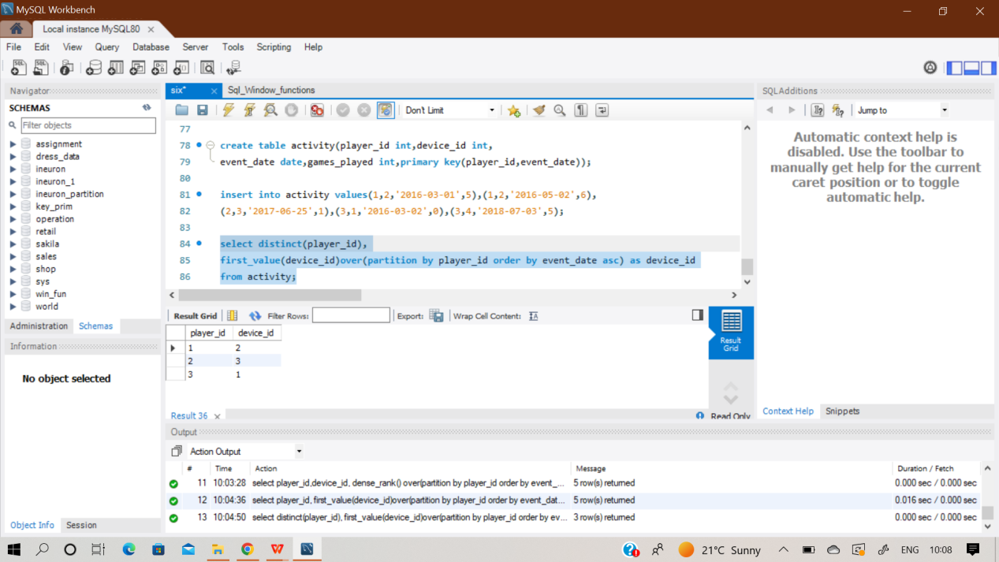 MySQL Workbench
Local instance MySQL80
File Edit View Query Database Server Tools Scripting Help
Navigator
SCHEMAS
Filter objects
assignment
dress_data
ineuron
ineuron_1
ineuron_partition
key_prim
operation
retail
sakila
sales
shop
sys
win_fun
world
Administration Schemas
Information
No object selected
Object Info Session
six* Sql_Window_functions
Don't Limit
77
78 create table activity(player_id int,device_id int,
79 event_date date,games_played int,primary key(player_id,event_date));
80
81 insert into activity values(1,2,'2016-03-01',5),(1,2,'2016-05-02',6),
82 (2,3,'2017-06-25',1),(3,1,'2016-03-02',0),(3,4,'2018-07-03',5);
83
84 select distinct(player_id),
85 first_value(device_id)over(partition by player_id order by event_date asc) as device_id
86 from activity;
Result Grid Filter Rows: Export: Wrap Cell Content:
player_id device_id
1 2
2 3
3 1
Result Grid
Result 36 Read Only
SQLAdditions
Jump to
Automatic context help is
disabled. Use the toolbar to
manually get help for the current
caret position or to toggle
automatic help.
Context Help Snippets
Output
Action Output
# Time Action Message Duration / Fetch
11 10:03:28 select player_id,device_id, dense_rank() over(partition by player_id order by event_... 5 row(s) returned 0.000 sec / 0.000 sec
12 10:04:36 select player_id, first_value(device_id)over(partition by player_id order by event_dat... 5 row(s) returned 0.016 sec / 0.000 sec
13 10:04:50 select distinct(player_id), first_value(device_id)over(partition by player_id order by ev... 3 row(s) returned 0.000 sec / 0.000 sec
21°C Sunny ENG 10:08